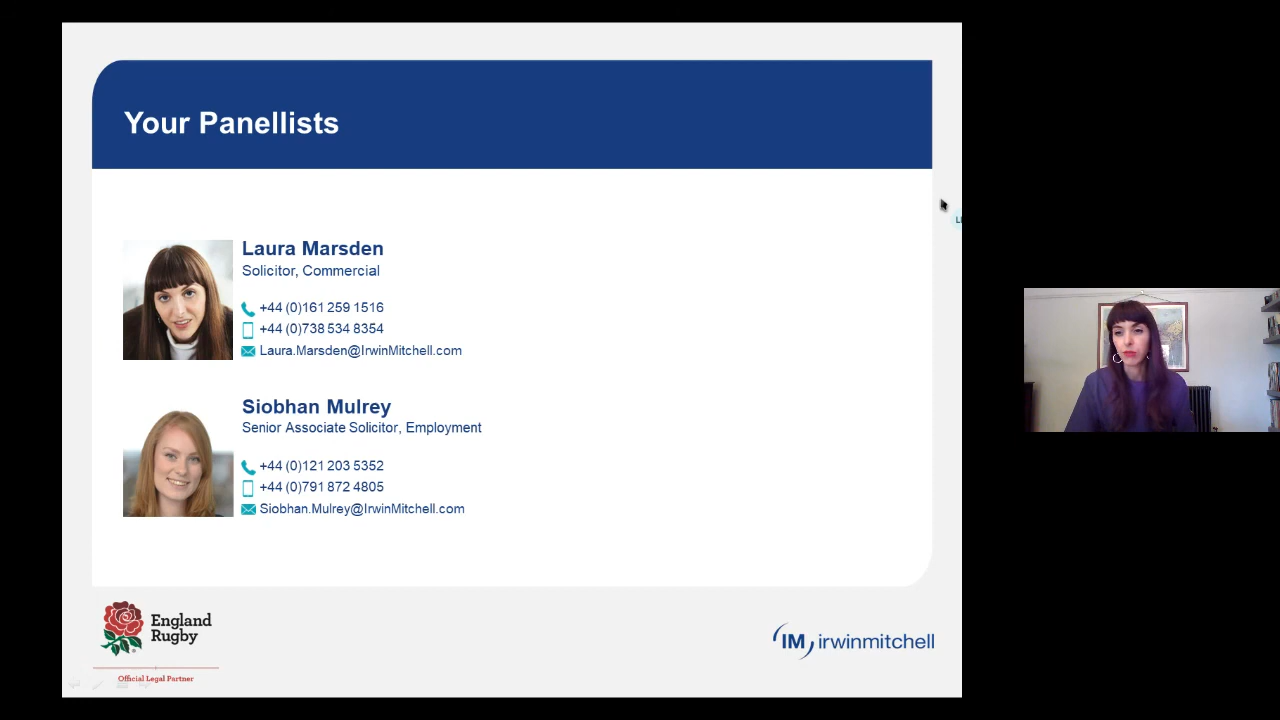 Your Panellists
Laura Marsden
Solicitor, Commercial
+44 (0)161 259 1516
+44 (0)738 534 8354
Laura.Marsden@IrwinMitchell.com
Siobhan Mulrey
Senior Associate Solicitor, Employment
+44 (0)121 203 5352
+44 (0)791 872 4805
Siobhan.Mulrey@IrwinMitchell.com
England
Rugby
Official Legal Partner
IM irwinmitchell